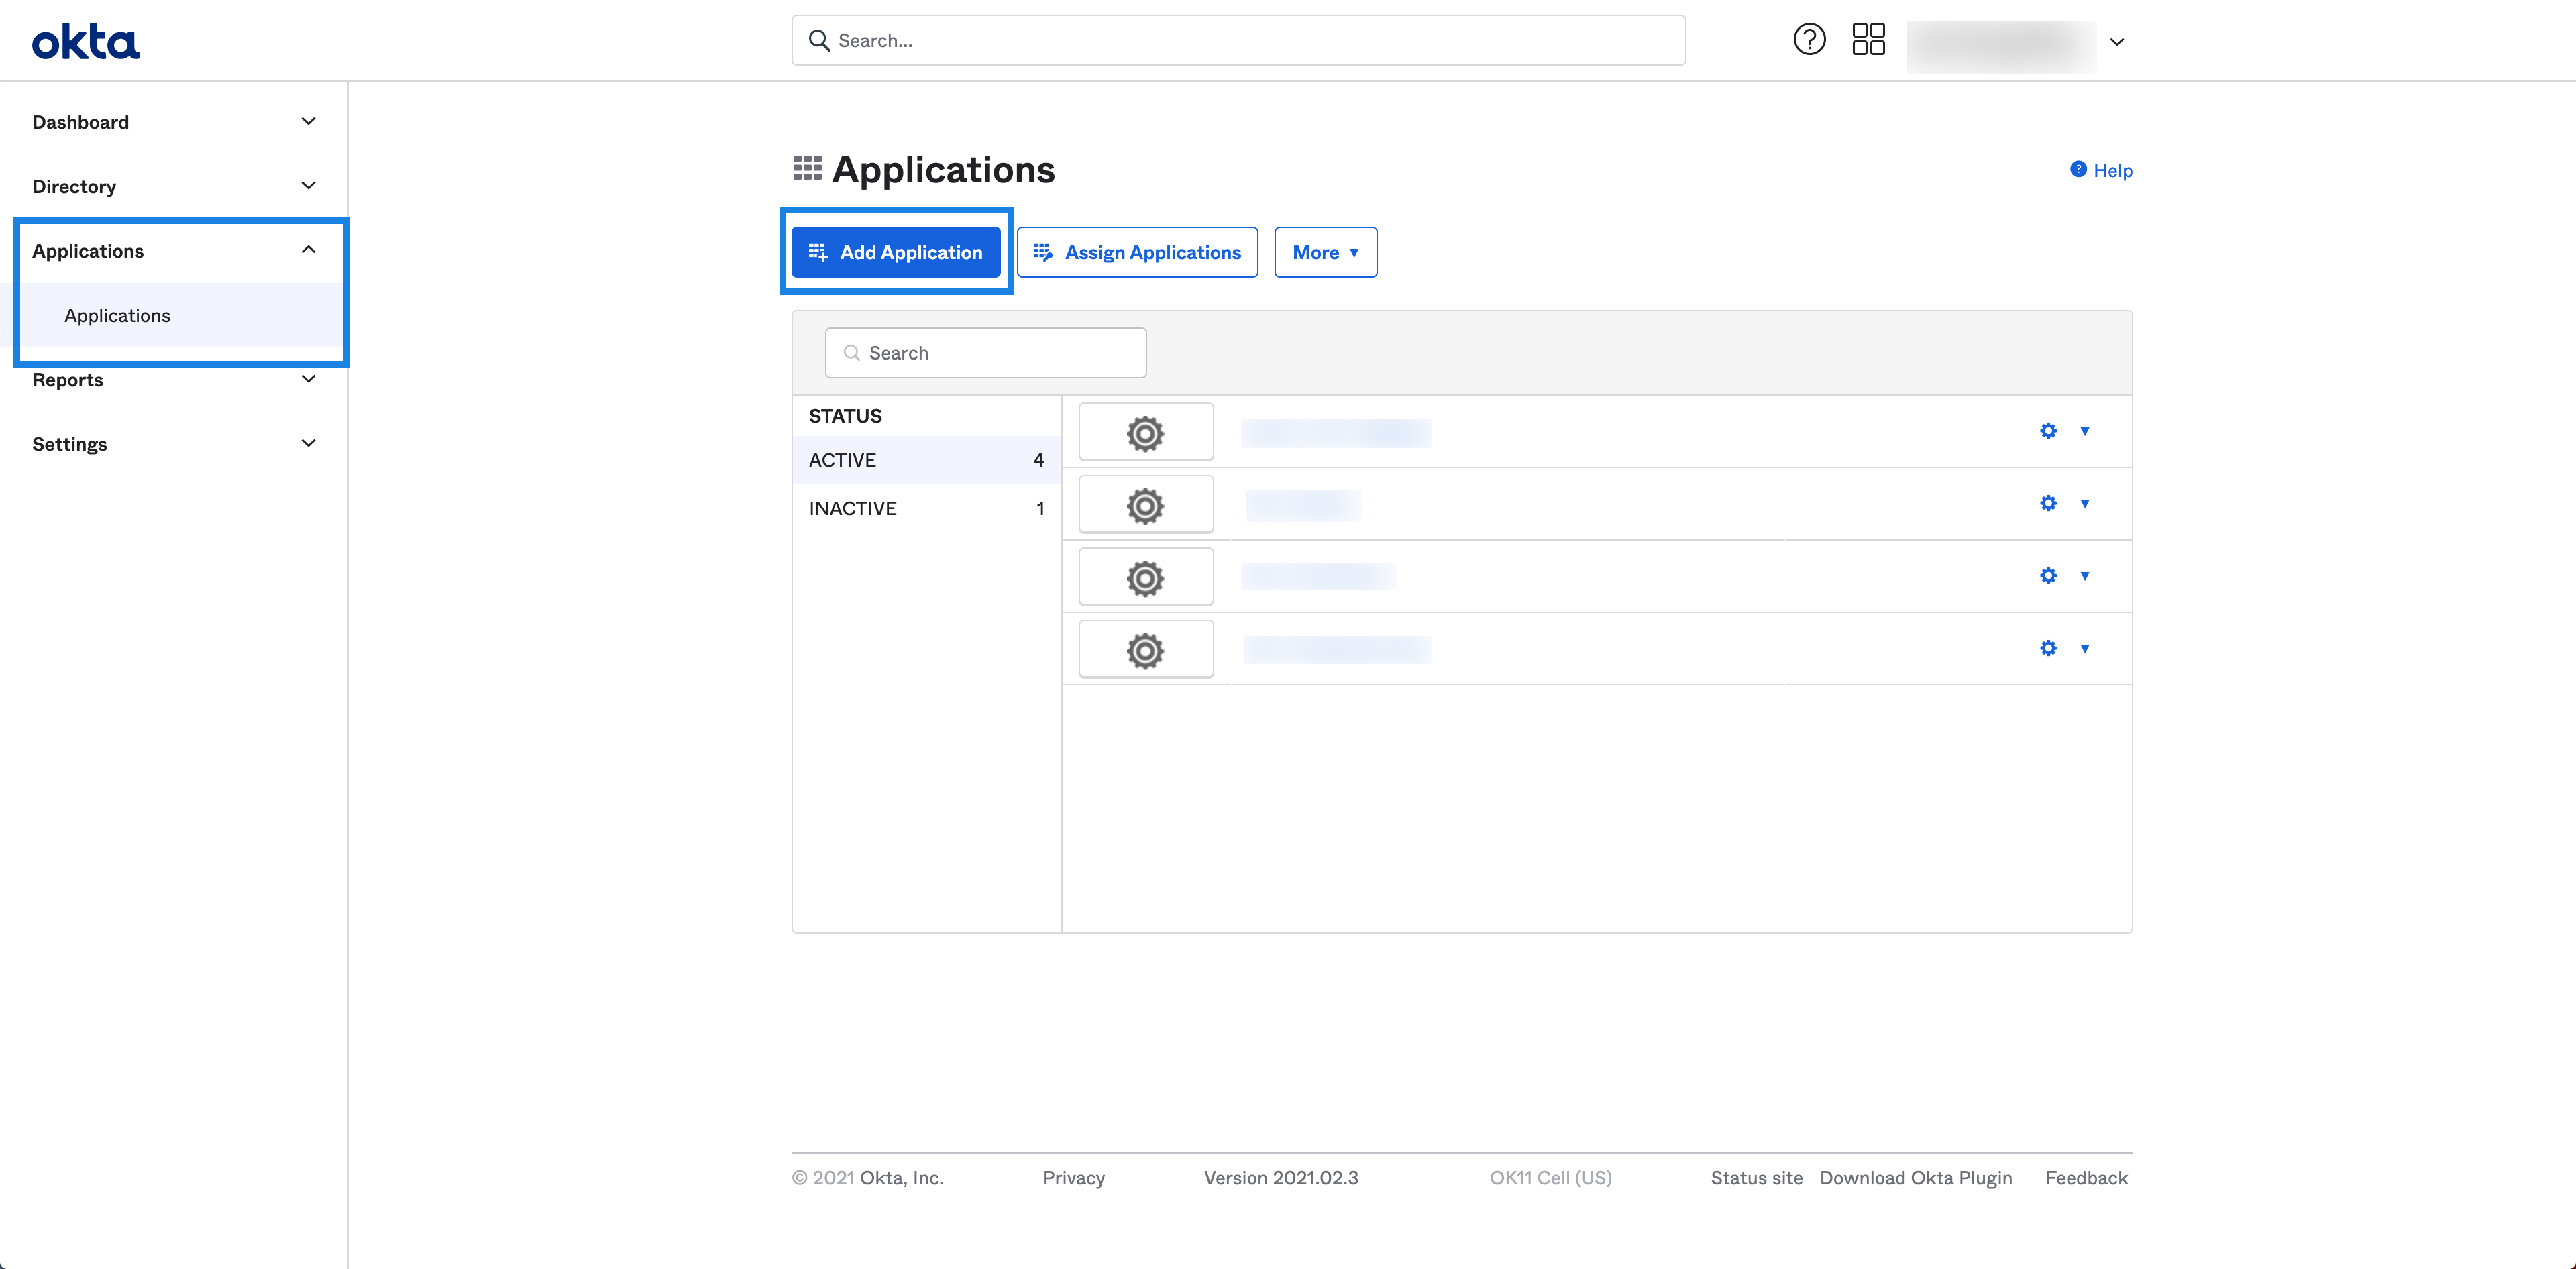 okta
Search...
Dashboard
Directory
Applications
Applications
Reports
Settings
Applications
Help
Add Application
Assign Applications
More
Search
STATUS
ACTIVE 4
INACTIVE 1
© 2021 Okta, Inc. Privacy Version 2021.02.3 OK11 Cell (US) Status site Download Okta Plugin Feedback